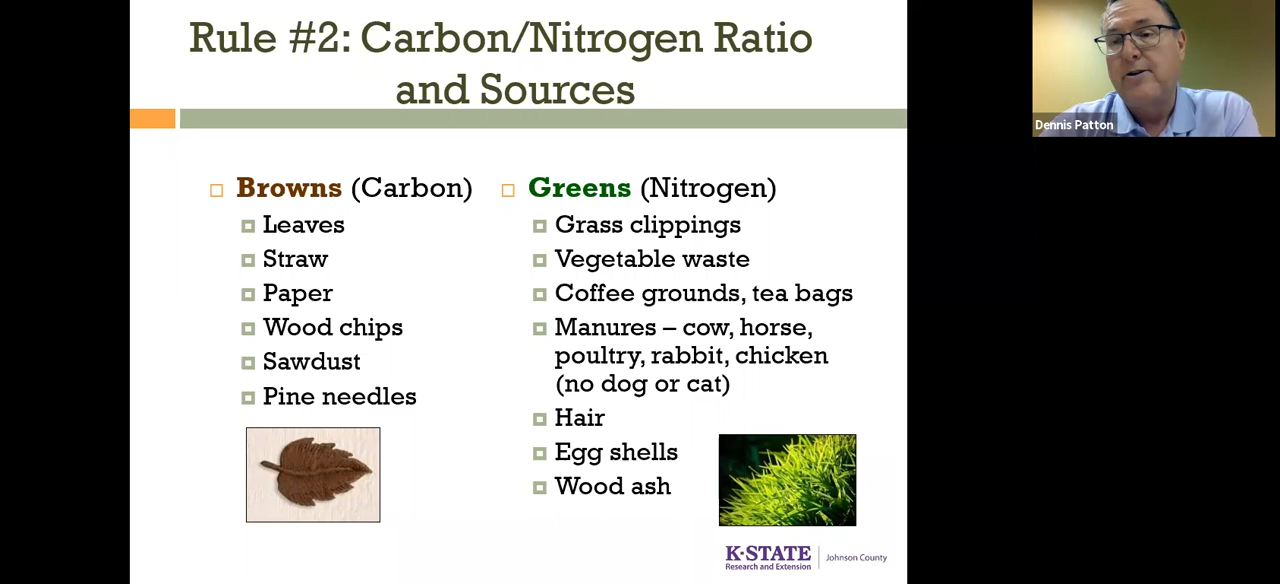 Rule #2: Carbon/Nitrogen Ratio
and Sources
Browns (Carbon)
Leaves
Straw
Paper
Wood chips
Sawdust
Pine needles
Greens (Nitrogen)
Grass clippings
Vegetable waste
Coffee grounds, tea bags
Manures – cow, horse,
poultry, rabbit, chicken
(no dog or cat)
Hair
Egg shells
Wood ash
K-STATE
Research and Extension
Johnson County
Dennis Patton